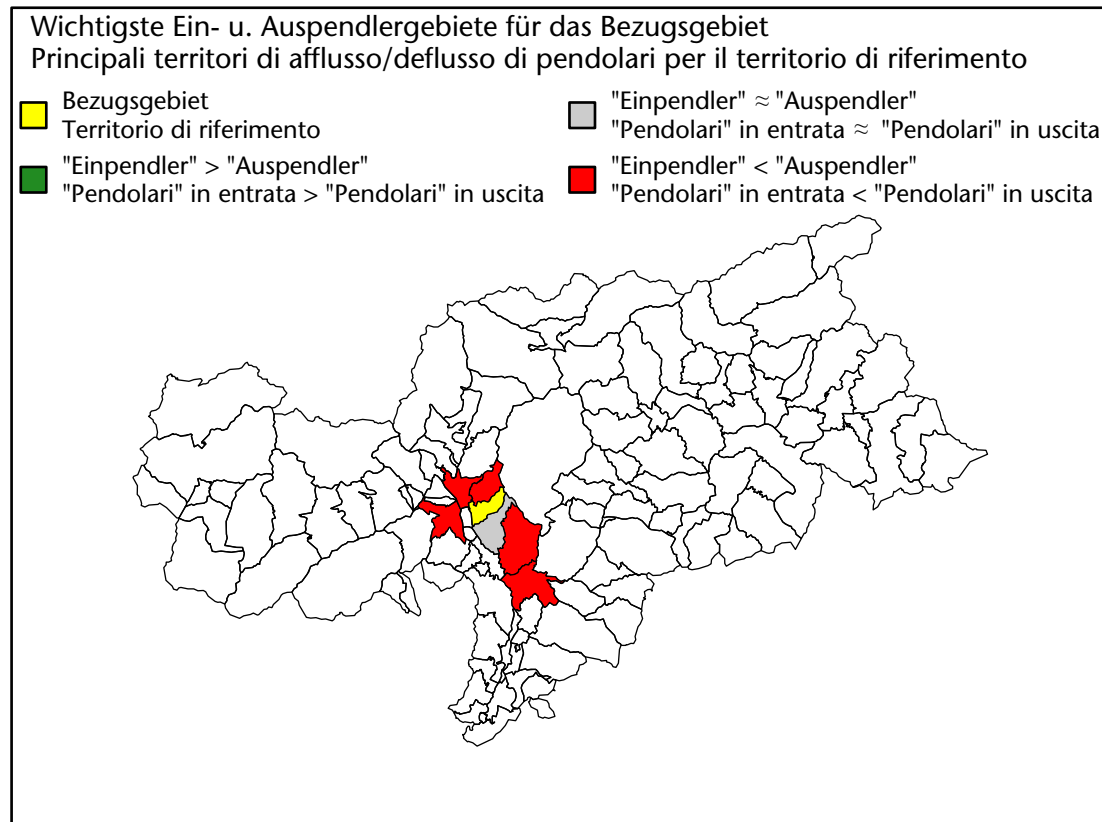 Wichtigste Ein- u. Auspendlergebiete für das Bezugsgebiet
Principali territori di afflusso/deflusso di pendolari per il territorio di riferimento
Bezugsgebiet
Territorio di riferimento
"Einpendler" > "Auspendler"
"Pendolari" in entrata > "Pendolari" in uscita
"Einpendler" ≈ "Auspendler"
"Pendolari" in entrata ≈ "Pendolari" in uscita
"Einpendler" < "Auspendler"
"Pendolari" in entrata < "Pendolari" in uscita